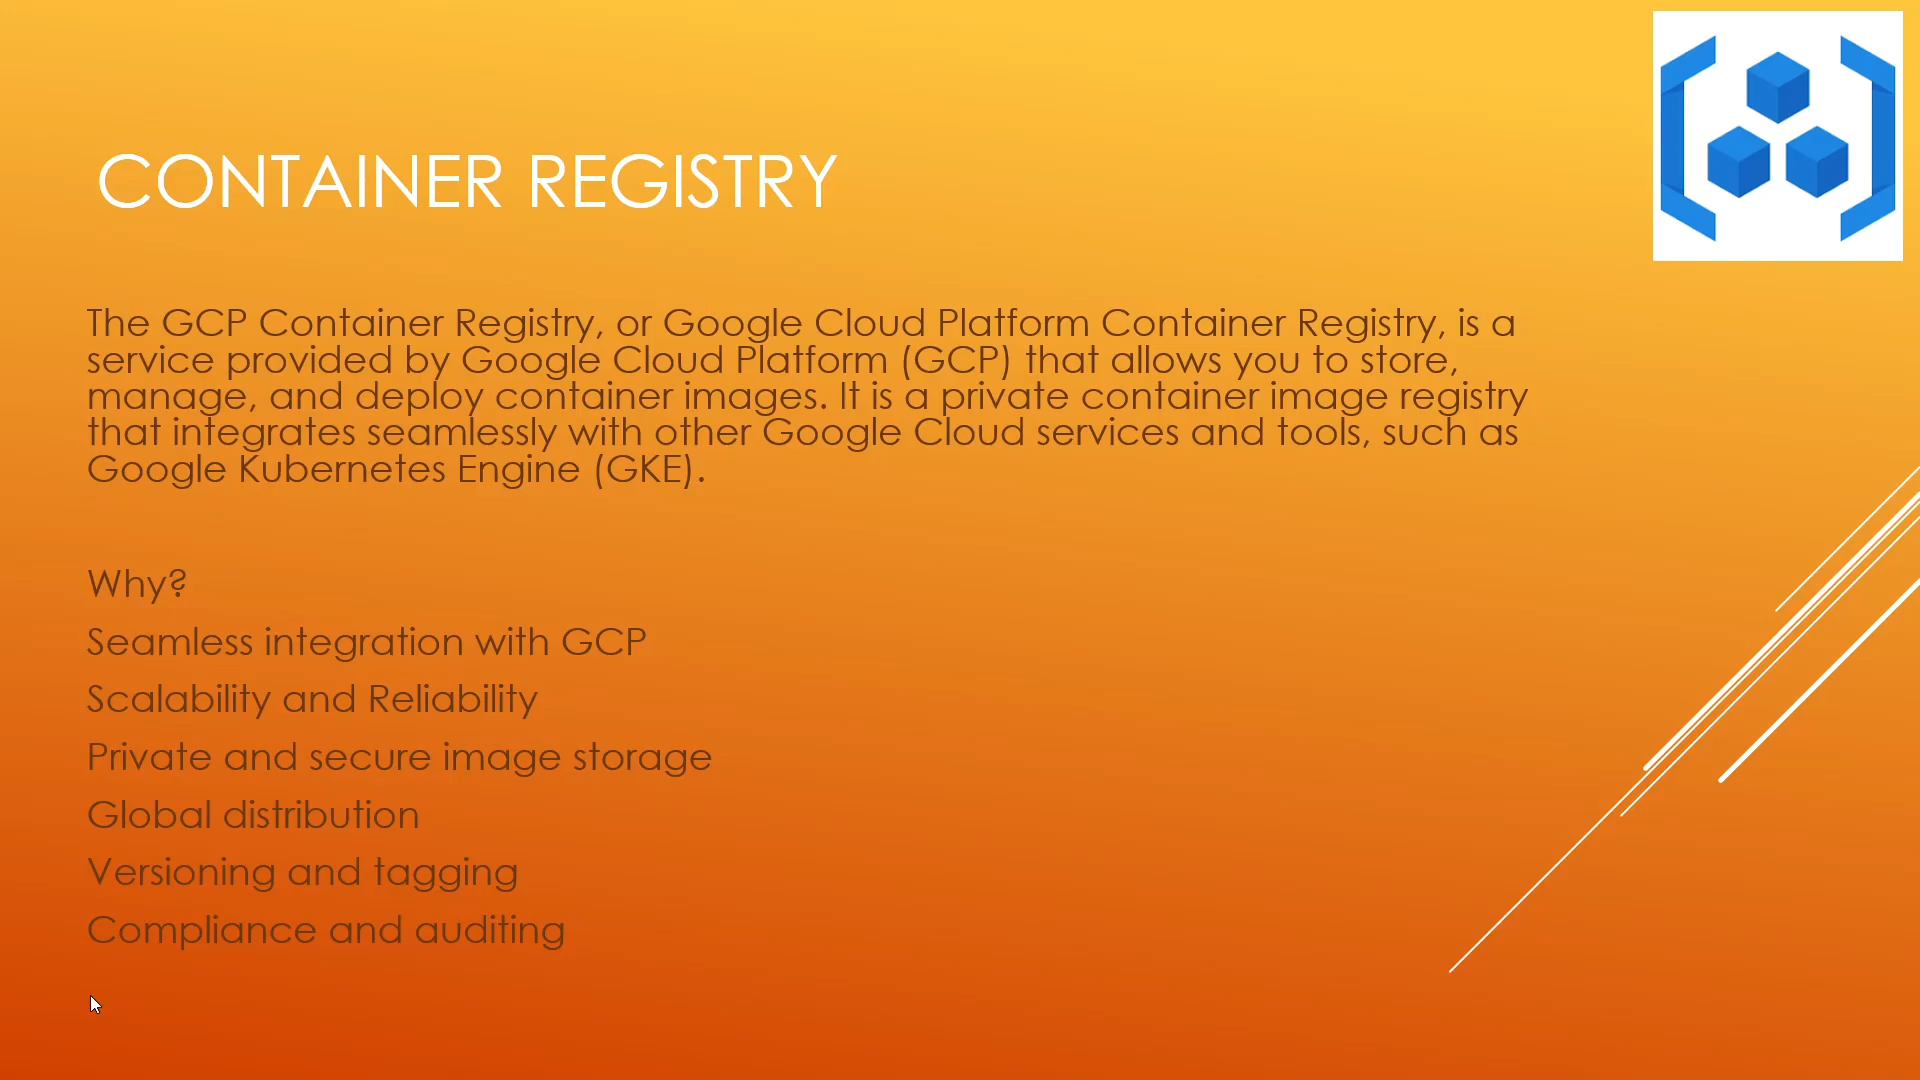 CONTAINER REGISTRY
The GCP Container Registry, or Google Cloud Platform Container Registry, is a
service provided by Google Cloud Platform (GCP) that allows you to store,
manage, and deploy container images. It is a private container image registry
that integrates seamlessly with other Google Cloud services and tools, such as
Google Kubernetes Engine (GKE).
Why?
Seamless integration with GCP
Scalability and Reliability
Private and secure image storage
Global distribution
Versioning and tagging
Compliance and auditing